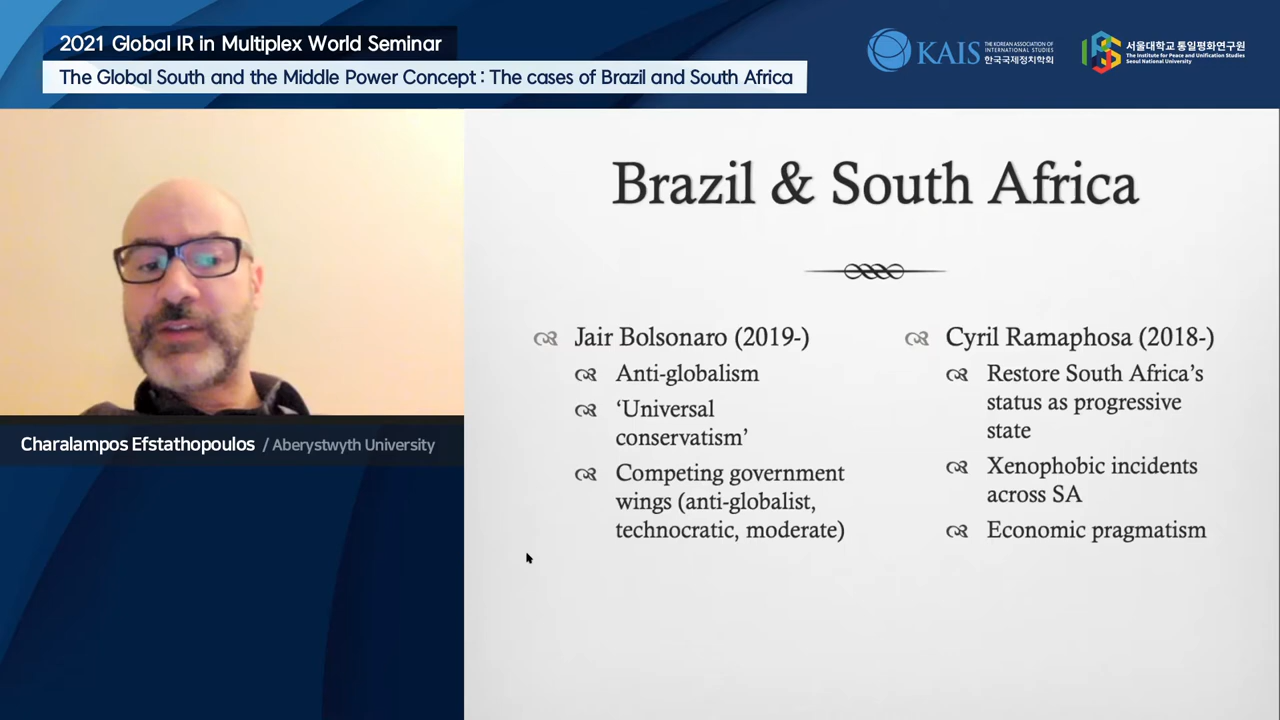 2021 Global IR in Multiplex World Seminar
The Global South and the Middle Power Concept : The cases of Brazil and South Africa
KAIS
THE KOREAN ASSOCIATION OF
INTERNATIONAL STUDIES
한국국제정치학회
서울대학교 통일평화연구원
The Institute for Peace and Unification Studies
Seoul National University
Charalampos Efstathopoulos / Aberystwyth University
Brazil & South Africa
Jair Bolsonaro (2019-)
Anti-globalism
‘Universal
conservatism’
Competing government
wings (anti-globalist,
technocratic, moderate)
Cyril Ramaphosa (2018-)
Restore South Africa’s
status as progressive
state
Xenophobic incidents
across SA
Economic pragmatism